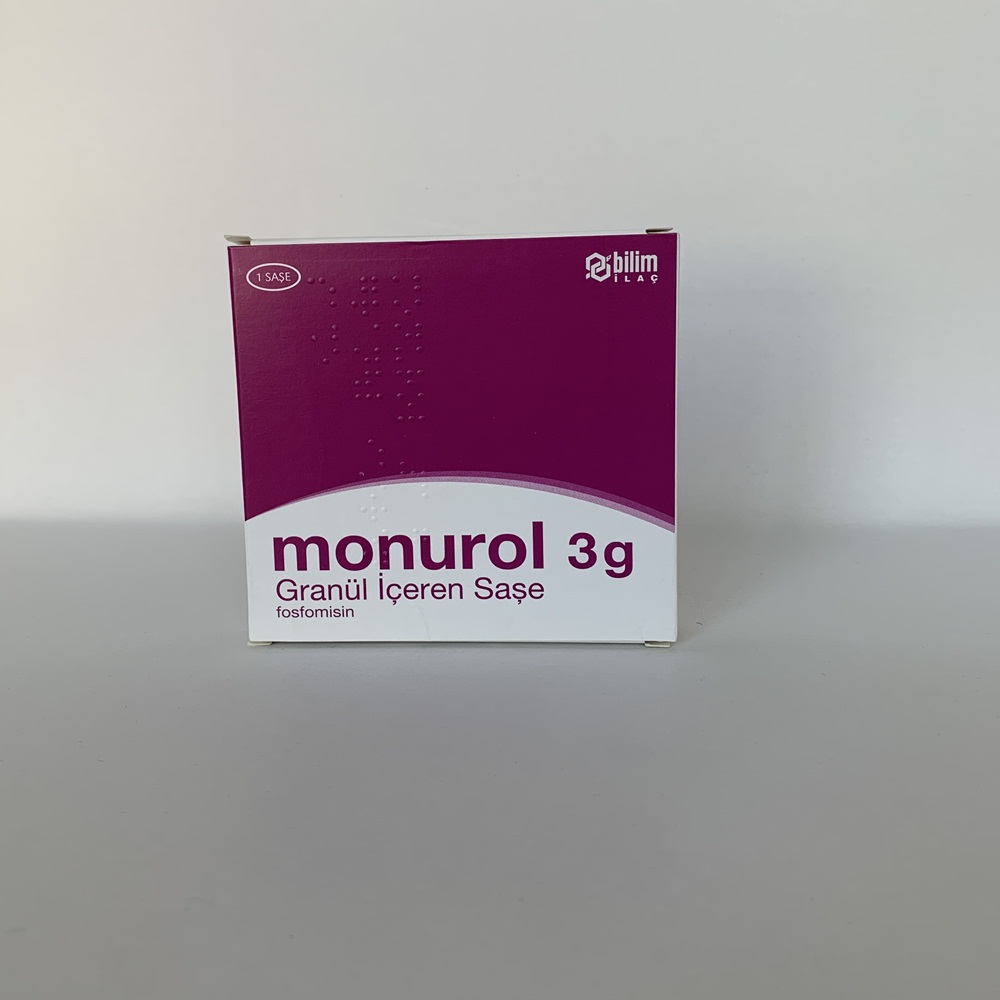 1 SAŞE
bilim
İLAÇ
monurol 3g
Granül İçeren Saşe
fosfomisin